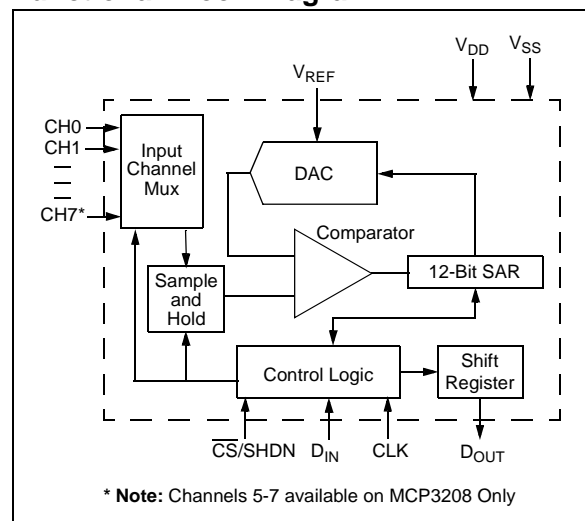 V_DD V_SS
V_REF
CH0
CH1
CH7*
Input
Channel
Mux
DAC
Comparator
12-Bit SAR
Sample
and
Hold
Control Logic
Shift
Register
C̅S̅/SHDN D_IN CLK D_OUT
* Note: Channels 5-7 available on MCP3208 Only